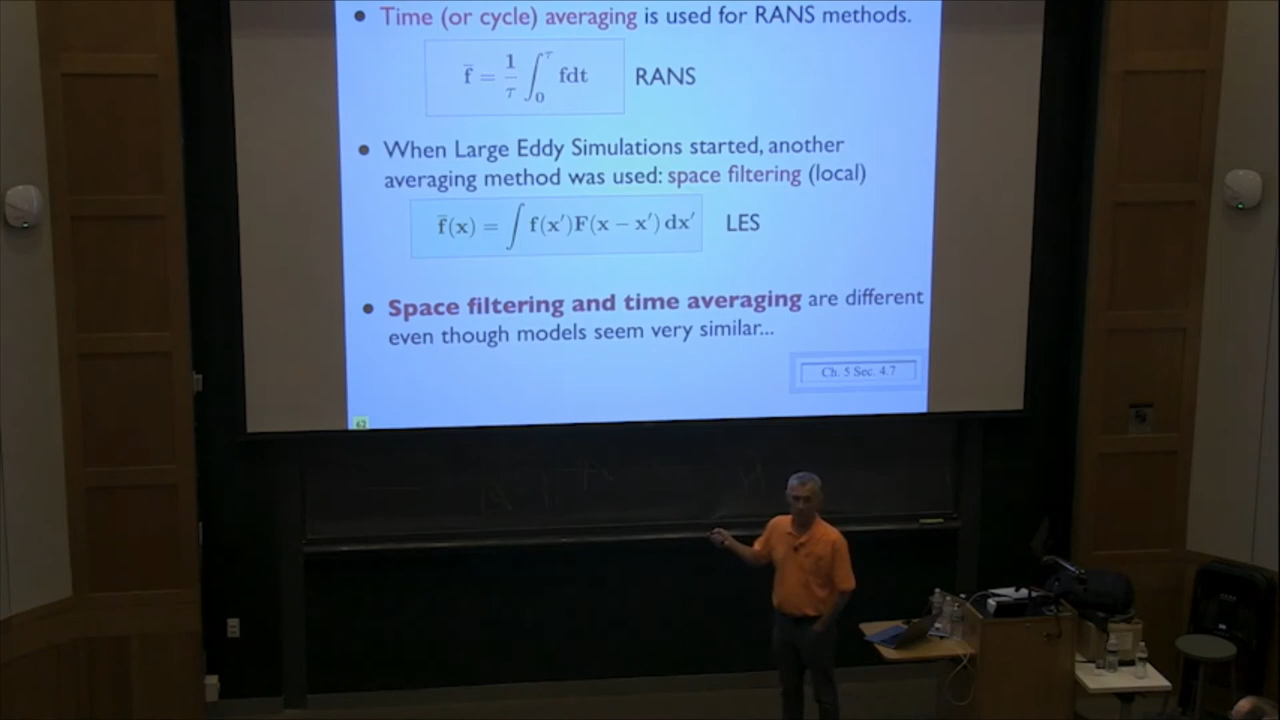 • Time (or cycle) averaging is used for RANS methods.
f̄ = 1/τ ∫₀^τ fdt RANS
• When Large Eddy Simulations started, another
averaging method was used: space filtering (local)
f̄(x) = ∫ f(x′)F(x − x′) dx′ LES
• Space filtering and time averaging are different
even though models seem very similar...
Ch. 5 Sec. 4.7
62